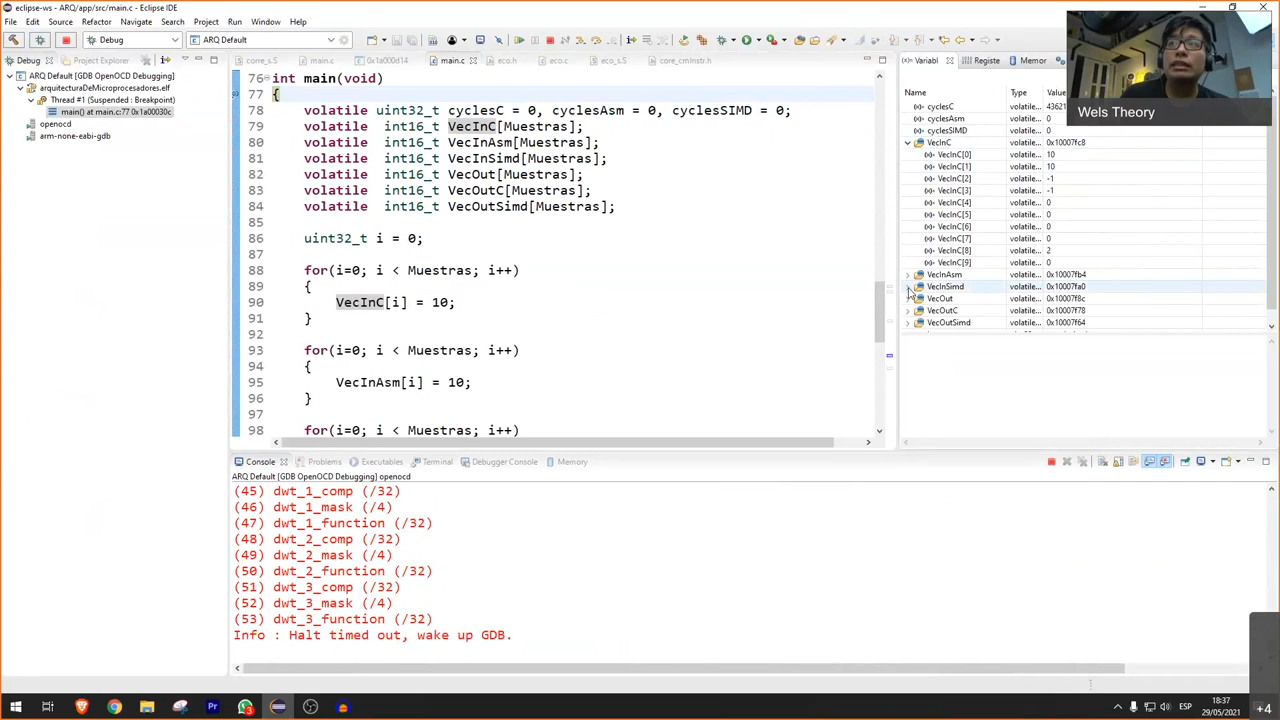 eclipse-ws - ARQ/app/src/main.c - Eclipse IDE
File Edit Source Refactor Navigate Search Project Run Window Help
Debug ARQ Default
Debug Project Explorer
ARQ Default [GDB OpenOCD Debugging]
arquitecturaDeMicroprocesadores.elf
Thread #1 (Suspended : Breakpoint)
main() at main.c:77 0x1a00030c
openocd
arm-none-eabi-gdb
core_s.S main.c 0x1a000d14 main.c eco.h eco.c eco_s.S core_cmInstr.h
76 int main(void)
77 {
78 volatile uint32_t cyclesC = 0, cyclesAsm = 0, cyclesSIMD = 0;
79 volatile int16_t VecInC[Muestras];
80 volatile int16_t VecInAsm[Muestras];
81 volatile int16_t VecInSimd[Muestras];
82 volatile int16_t VecOut[Muestras];
83 volatile int16_t VecOutC[Muestras];
84 volatile int16_t VecOutSimd[Muestras];
85
86 uint32_t i = 0;
87
88 for(i=0; i < Muestras; i++)
89 {
90 VecInC[i] = 10;
91 }
92
93 for(i=0; i < Muestras; i++)
94 {
95 VecInAsm[i] = 10;
96 }
97
98 for(i=0; i < Muestras; i++)
Variabl Registe Memor
Name Value
cyclesC volatile... 43621
cyclesAsm volatile... 0
cyclesSIMD volatile... 0
VecInC volatile... 0x10007fc8
VecInC[0] volatile... 10
VecInC[1] volatile... 10
VecInC[2] volatile... -1
VecInC[3] volatile... -1
VecInC[4] volatile... 0
VecInC[5] volatile... 0
VecInC[6] volatile... 0
VecInC[7] volatile... 0
VecInC[8] volatile... 2
VecInC[9] volatile... 0
VecInAsm volatile... 0x10007fb4
VecInSimd volatile... 0x10007fa0
VecOut volatile... 0x10007f8c
VecOutC volatile... 0x10007f78
VecOutSimd volatile... 0x10007f64
Wels Theory
Console Problems Executables Terminal Debugger Console Memory
ARQ Default [GDB OpenOCD Debugging] openocd
(45) dwt_1_comp (/32)
(46) dwt_1_mask (/4)
(47) dwt_1_function (/32)
(48) dwt_2_comp (/32)
(49) dwt_2_mask (/4)
(50) dwt_2_function (/32)
(51) dwt_3_comp (/32)
(52) dwt_3_mask (/4)
(53) dwt_3_function (/32)
Info : Halt timed out, wake up GDB.
ESP
18:37
29/05/2021
+4